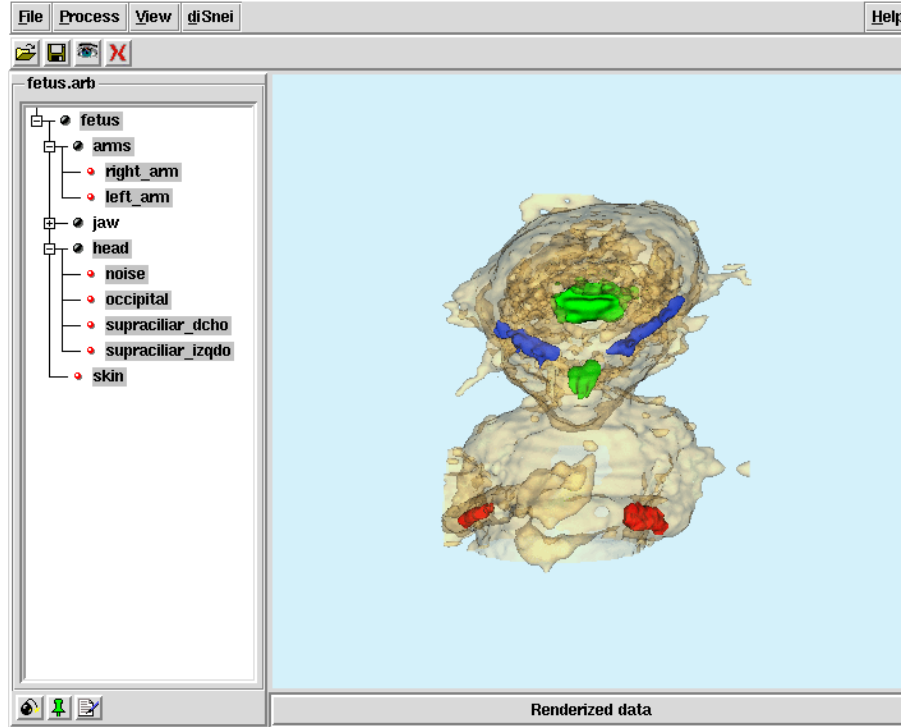 File Process View diSnei Help
fetus.arb
fetus
arms
right_arm
left_arm
jaw
head
noise
occipital
supraciliar_dcho
supraciliar_izqdo
skin
Renderized data